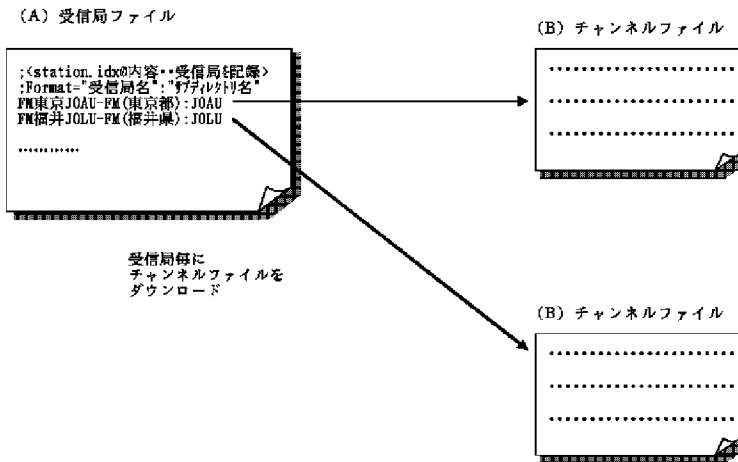 (A) 受信局ファイル
;<station.idxの内容・・受信局を記録>
;Format="受信局名":"サブディレクトリ名"
FM東京JOAU-FM(東京都):JOAU
FM福井JOLU-FM(福井県):JOLU
............
受信局毎に
チャンネルファイルを
ダウンロード
(B) チャンネルファイル
(B) チャンネルファイル